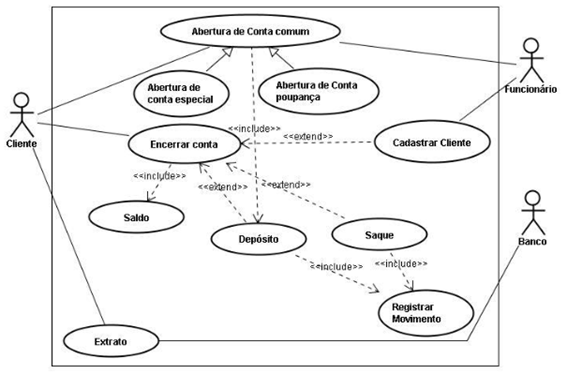 Abertura de Conta comum
Abertura de
conta especial
Abertura de Conta
poupança
Funcionário
Cliente
<<include>>
<<extend>>
Encerrar conta
Cadastrar Cliente
<<include>>
<<extend>>
<<extend>>
Saldo
Depósito
Saque
Banco
<<include>>
<<include>>
Registrar
Movimento
Extrato